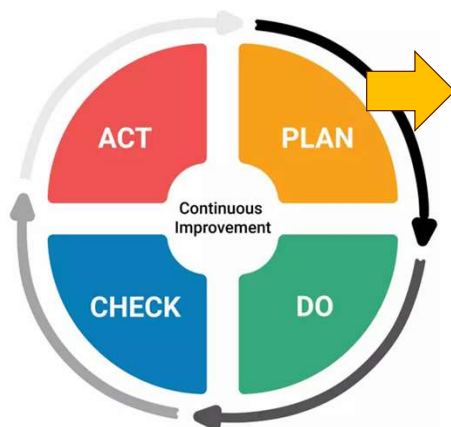 ACT
PLAN
Continuous
Improvement
CHECK
DO